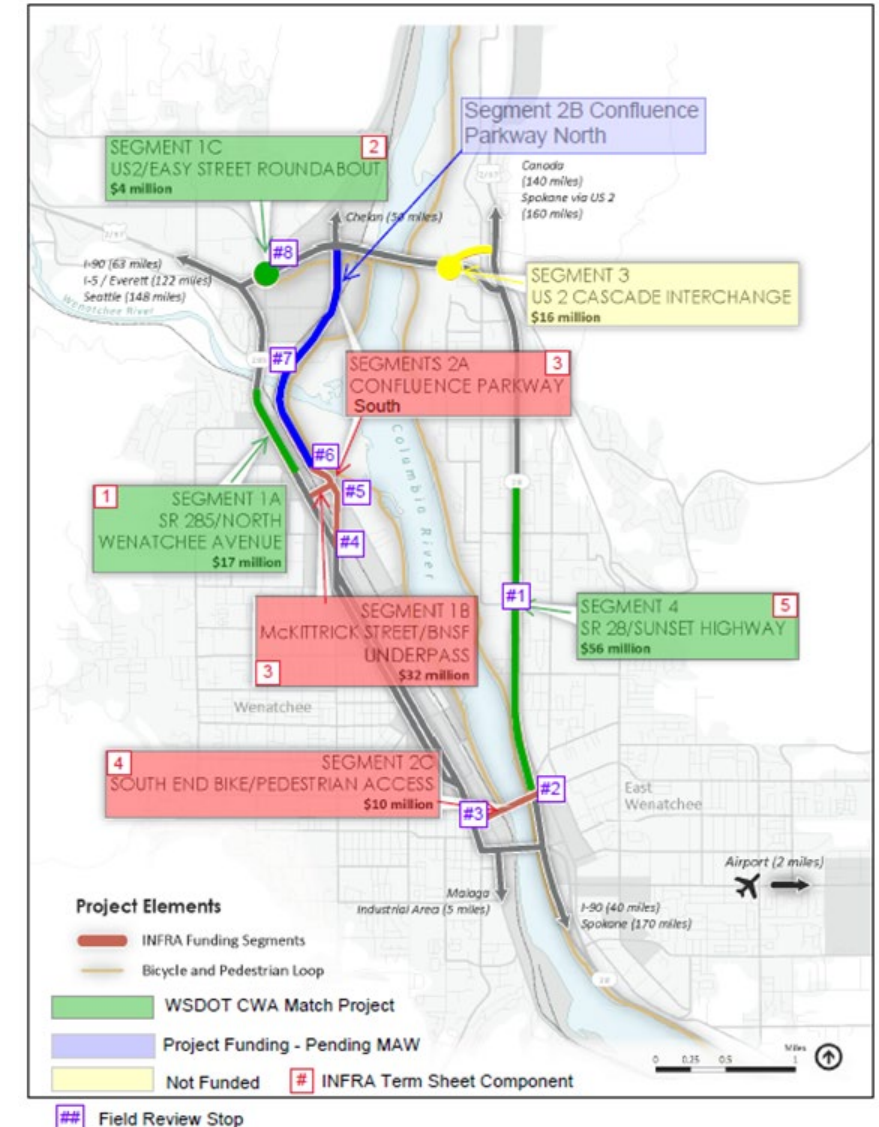 Segment 2B Confluence
Parkway North
SEGMENT 1C
2
US2/EASY STREET ROUNDABOUT
$4 million
Canada
(140 miles)
Spokane via US 2
(160 miles)
Chelan (50 miles)
#8
I-90 (63 miles)
I-5 / Everett (122 miles)
Seattle (148 miles)
Wenatchee River
SEGMENT 3
US 2 CASCADE INTERCHANGE
$16 million
#7
SEGMENTS 2A
3
CONFLUENCE PARKWAY
South
Columbia River
#6
#5
#4
1
SEGMENT 1A
SR 285/NORTH
WENATCHEE AVENUE
$17 million
28
#1
SEGMENT 4
5
SR 28/SUNSET HIGHWAY
$56 million
SEGMENT 1B
McKITTRICK STREET/BNSF
UNDERPASS
3
$32 million
Wenatchee
4
SEGMENT 2C
SOUTH END BIKE/PEDESTRIAN ACCESS
$10 million
#2
#3
East
Wenatchee
Airport (2 miles)
Malaga
Industrial Area (5 miles)
I-90 (40 miles)
Spokane (170 miles)
28
Project Elements
INFRA Funding Segments
Bicycle and Pedestrian Loop
WSDOT CWA Match Project
Project Funding - Pending MAW
Not Funded
# INFRA Term Sheet Component
## Field Review Stop
Miles
0 0.25 0.5 1